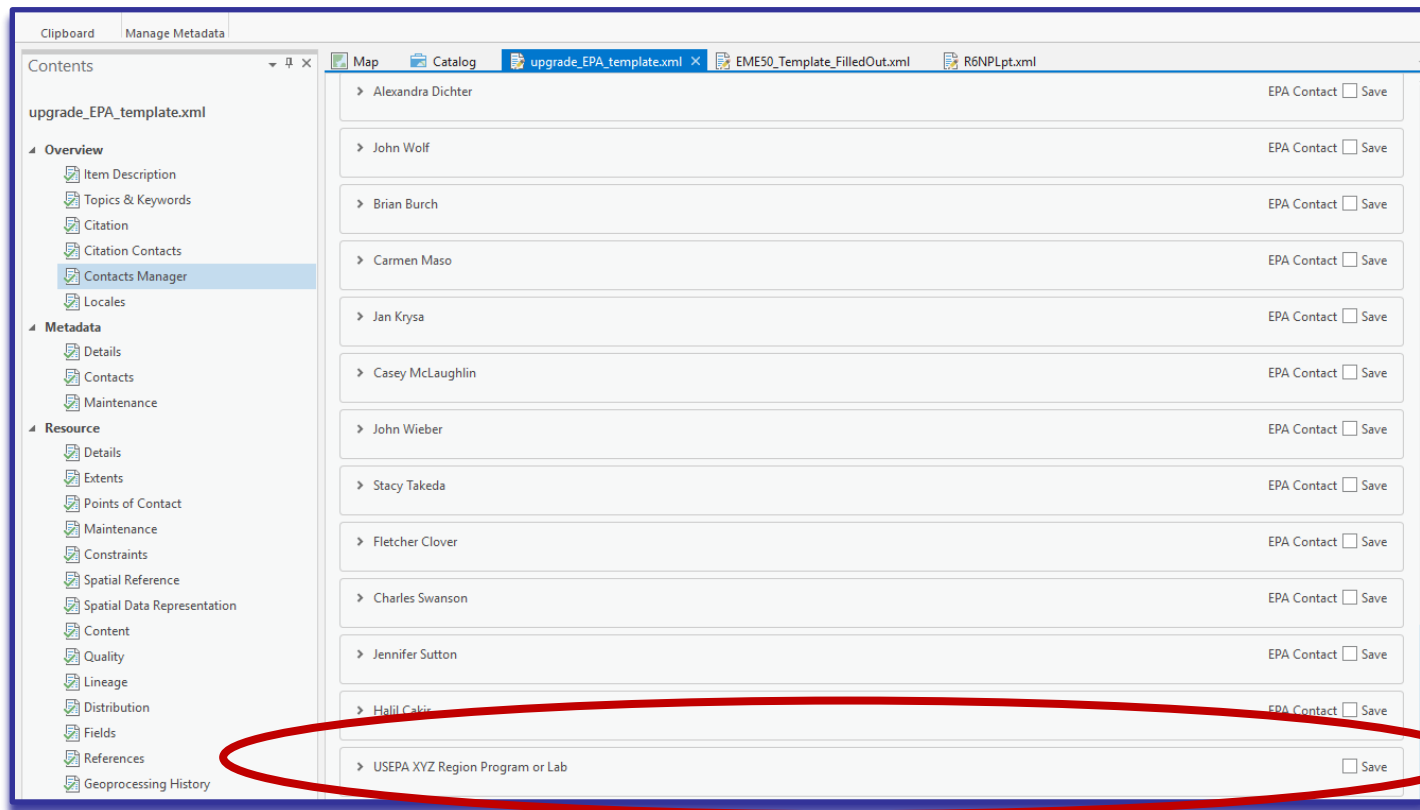 Clipboard Manage Metadata
Contents
upgrade_EPA_template.xml
Overview
Item Description
Topics & Keywords
Citation
Citation Contacts
Contacts Manager
Locales
Metadata
Details
Contacts
Maintenance
Resource
Details
Extents
Points of Contact
Maintenance
Constraints
Spatial Reference
Spatial Data Representation
Content
Quality
Lineage
Distribution
Fields
References
Geoprocessing History
Map Catalog upgrade_EPA_template.xml EME50_Template_FilledOut.xml R6NPLpt.xml
Alexandra Dichter EPA Contact Save
John Wolf EPA Contact Save
Brian Burch EPA Contact Save
Carmen Maso EPA Contact Save
Jan Krysa EPA Contact Save
Casey McLaughlin EPA Contact Save
John Wieber EPA Contact Save
Stacy Takeda EPA Contact Save
Fletcher Clover EPA Contact Save
Charles Swanson EPA Contact Save
Jennifer Sutton EPA Contact Save
Halil Cakir EPA Contact Save
USEPA XYZ Region Program or Lab Save